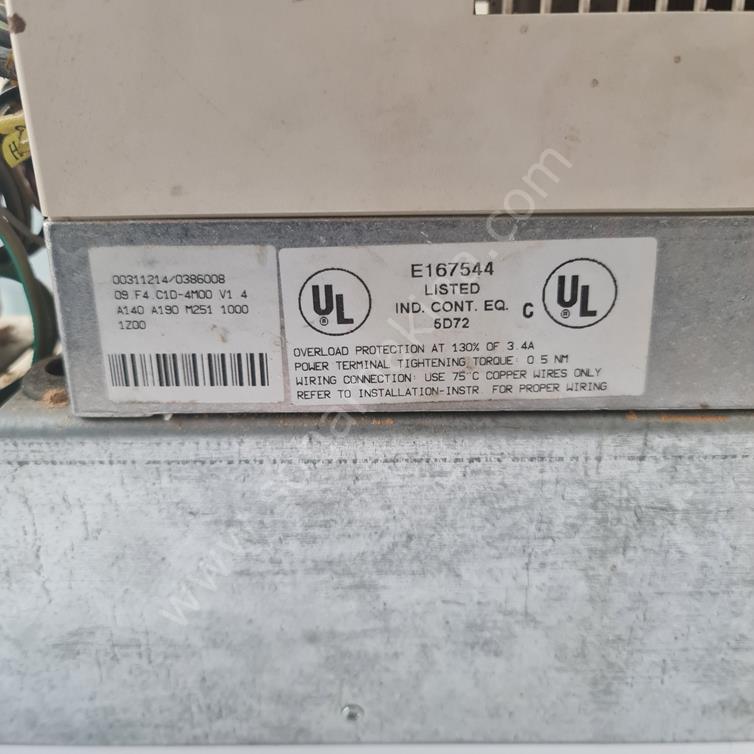 00311214/0386008
09.F4.C1D-4M00 V1.4
A140 A190 M251 1000
1Z00
UL
®
E167544
LISTED
IND. CONT. EQ.
5D72
C UL
®
OVERLOAD PROTECTION AT 130% OF 3.4A
POWER TERMINAL TIGHTENING TORQUE: 0.5 NM
WIRING CONNECTION: USE 75°C COPPER WIRES ONLY
REFER TO INSTALLATION-INSTR. FOR PROPER WIRING